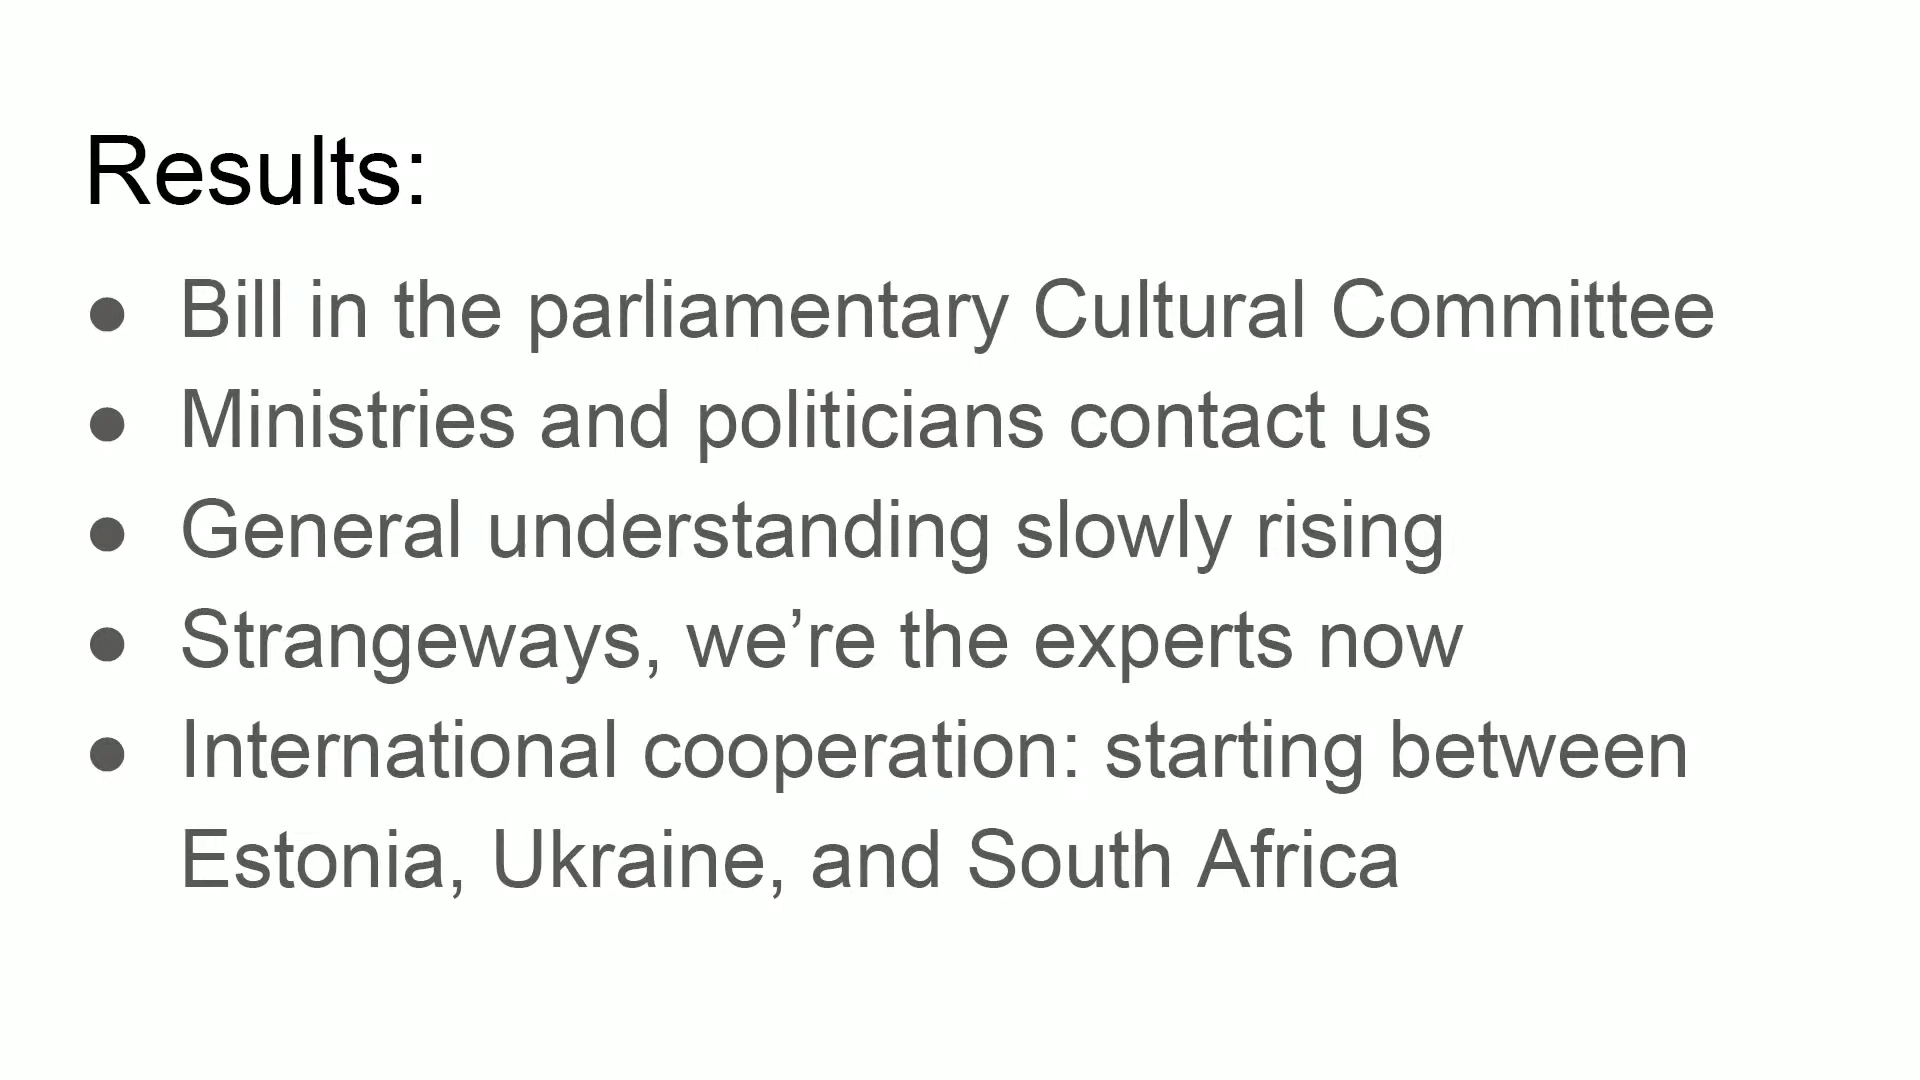 Results:
● Bill in the parliamentary Cultural Committee
● Ministries and politicians contact us
● General understanding slowly rising
● Strangeways, we’re the experts now
● International cooperation: starting between
Estonia, Ukraine, and South Africa